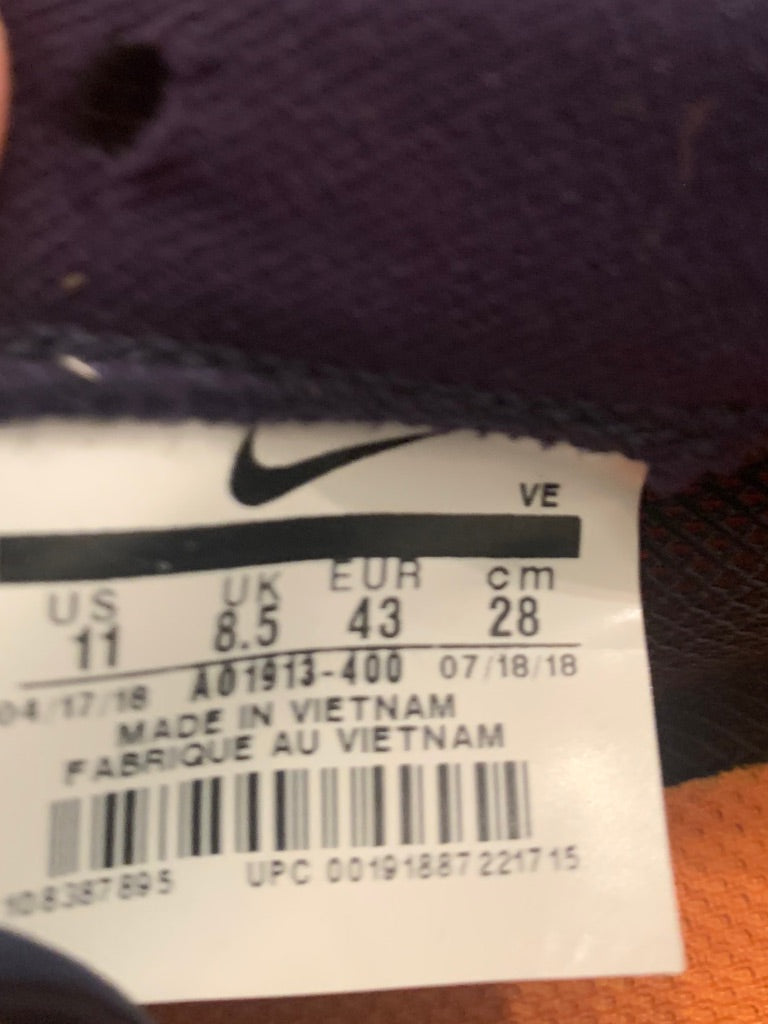 VE
US UK EUR cm
11 8.5 43 28
04/17/18 A01913-400 07/18/18
MADE IN VIETNAM
FABRIQUE AU VIETNAM
108387895 UPC 00191887221715